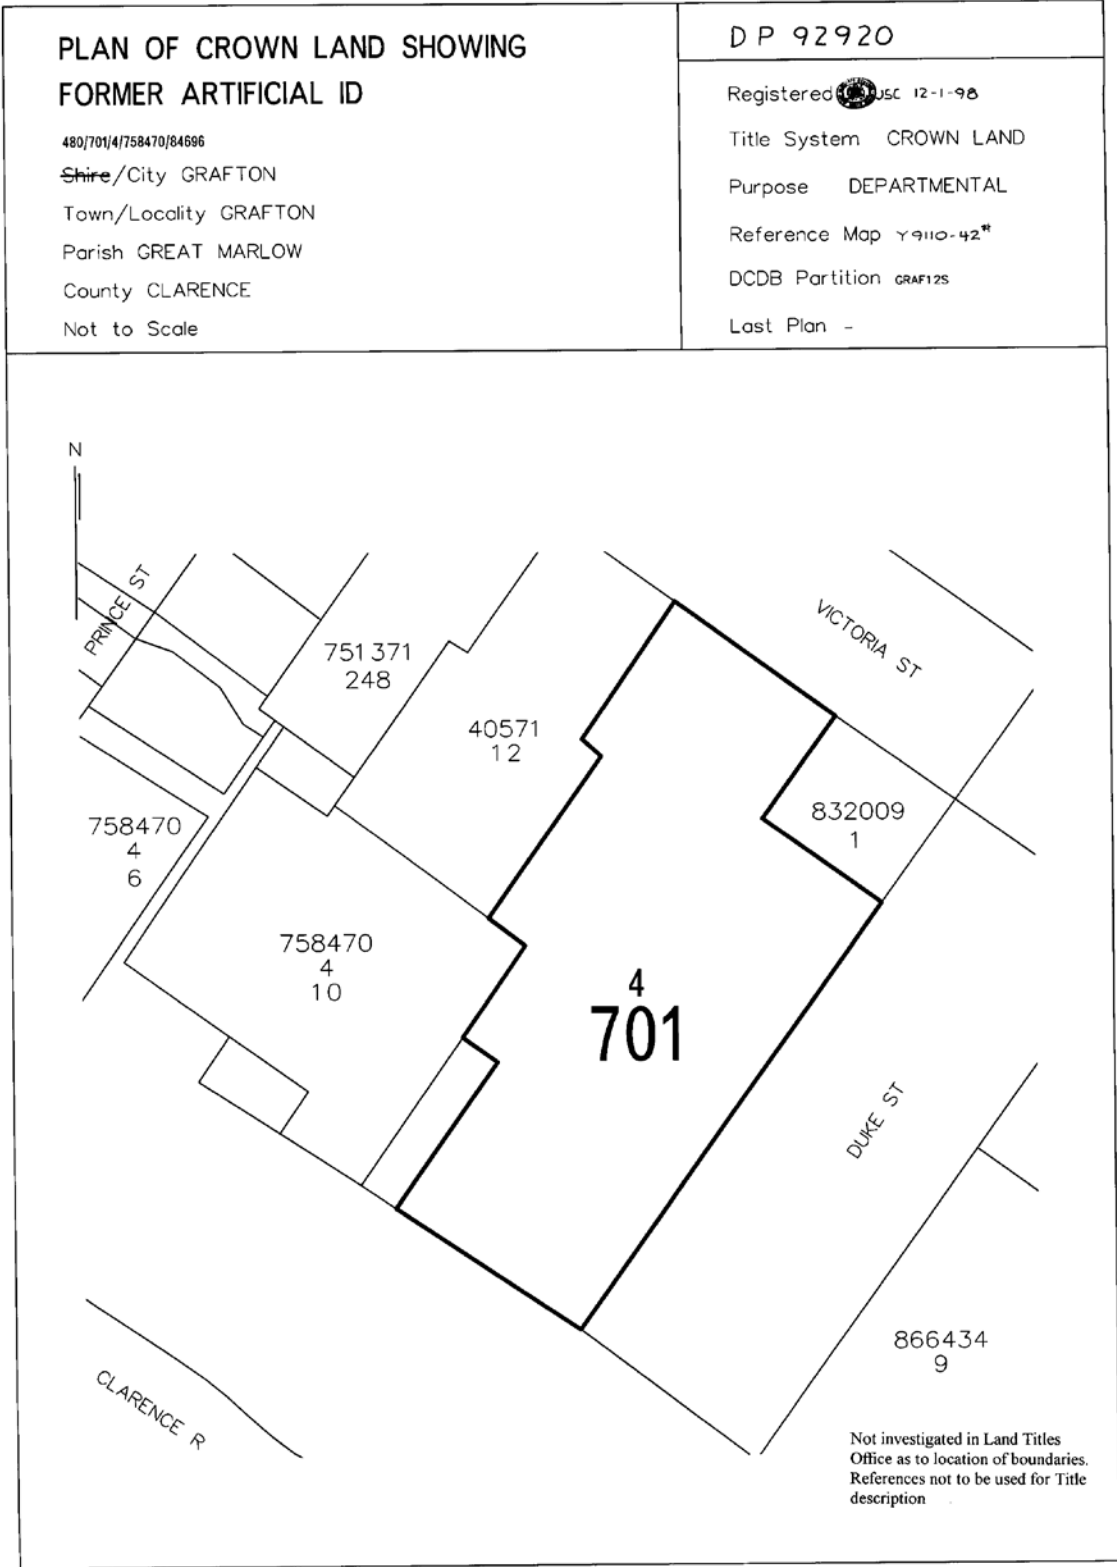 PLAN OF CROWN LAND SHOWING
FORMER ARTIFICIAL ID
480/701/4/758470/84696
Shire/City GRAFTON
Town/Locality GRAFTON
Parish GREAT MARLOW
County CLARENCE
Not to Scale
DP 92920
Registered USC 12-1-98
Title System CROWN LAND
Purpose DEPARTMENTAL
Reference Map Y9110-42#
DCDB Partition GRAF12S
Last Plan -
N
PRINCE ST
VICTORIA ST
751371
248
40571
12
832009
1
758470
4
6
758470
4
10
4
701
DUKE ST
866434
9
CLARENCE R
Not investigated in Land Titles
Office as to location of boundaries.
References not to be used for Title
description